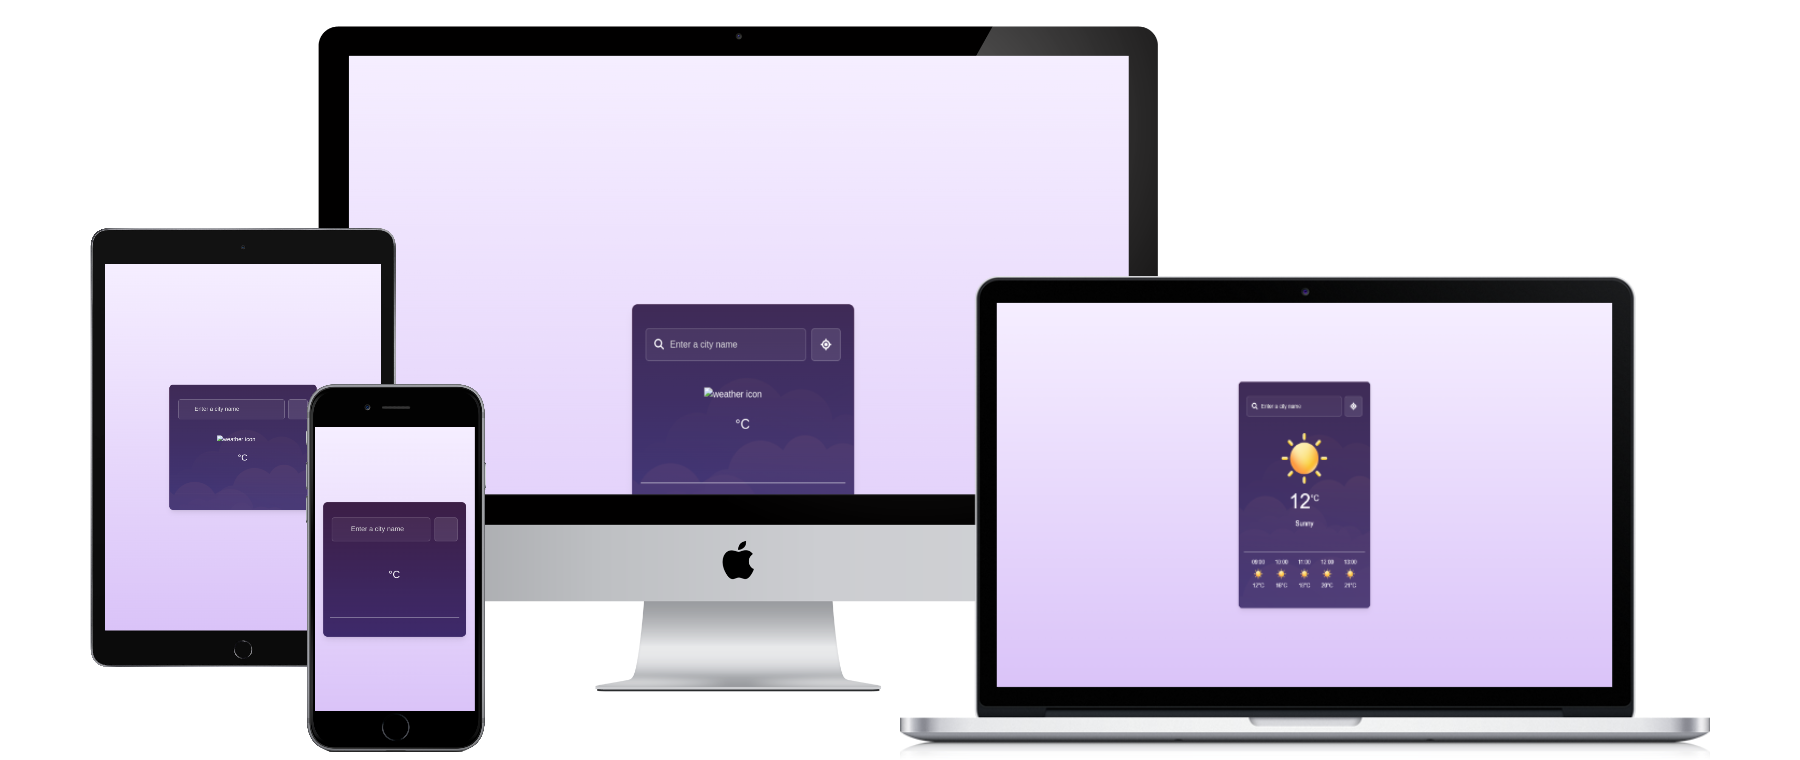 Enter a city name
weather icon
°C
Enter a city name
weather icon
°C
Enter a city name
°C
Enter a city name
12°C
Sunny
09:00 10:00 11:00 12:00 13:00
12°C 16°C 18°C 20°C 21°C